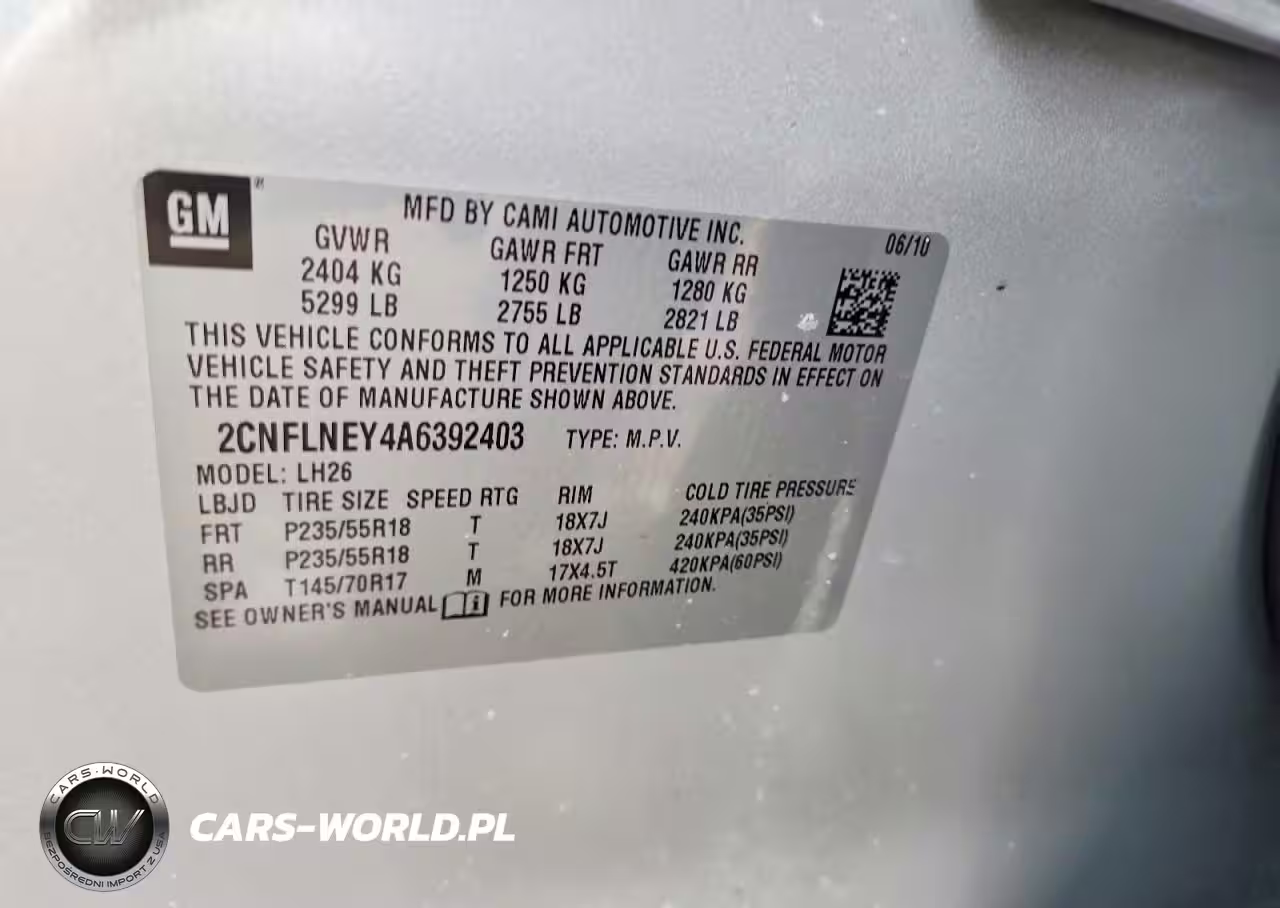 GM
MFD BY CAMI AUTOMOTIVE INC.
06/10
GVWR GAWR FRT GAWR RR
2404 KG 1250 KG 1280 KG
5299 LB 2755 LB 2821 LB
THIS VEHICLE CONFORMS TO ALL APPLICABLE U.S. FEDERAL MOTOR
VEHICLE SAFETY AND THEFT PREVENTION STANDARDS IN EFFECT ON
THE DATE OF MANUFACTURE SHOWN ABOVE.
2CNFLNEY4A6392403 TYPE: M.P.V.
MODEL: LH26
LBJD TIRE SIZE SPEED RTG RIM COLD TIRE PRESSURE
FRT P235/55R18 T 18X7J 240KPA(35PSI)
RR P235/55R18 T 18X7J 240KPA(35PSI)
SPA T145/70R17 M 17X4.5T 420KPA(60PSI)
SEE OWNER'S MANUAL FOR MORE INFORMATION.
CARS-WORLD
CW
BEZPOŚREDNI IMPORT Z USA
CARS-WORLD.PL